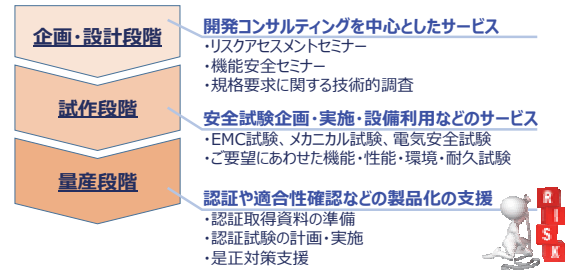 企画・設計段階
開発コンサルティングを中心としたサービス
・リスクアセスメントセミナー
・機能安全セミナー
・規格要求に関する技術的調査
試作段階
安全試験企画・実施・設備利用などのサービス
・EMC試験、メカニカル試験、電気安全試験
・ご要望にあわせた機能・性能・環境・耐久試験
量産段階
認証や適合性確認などの製品化の支援
・認証取得資料の準備
・認証試験の計画・実施
・是正対策支援
R
I
S
K